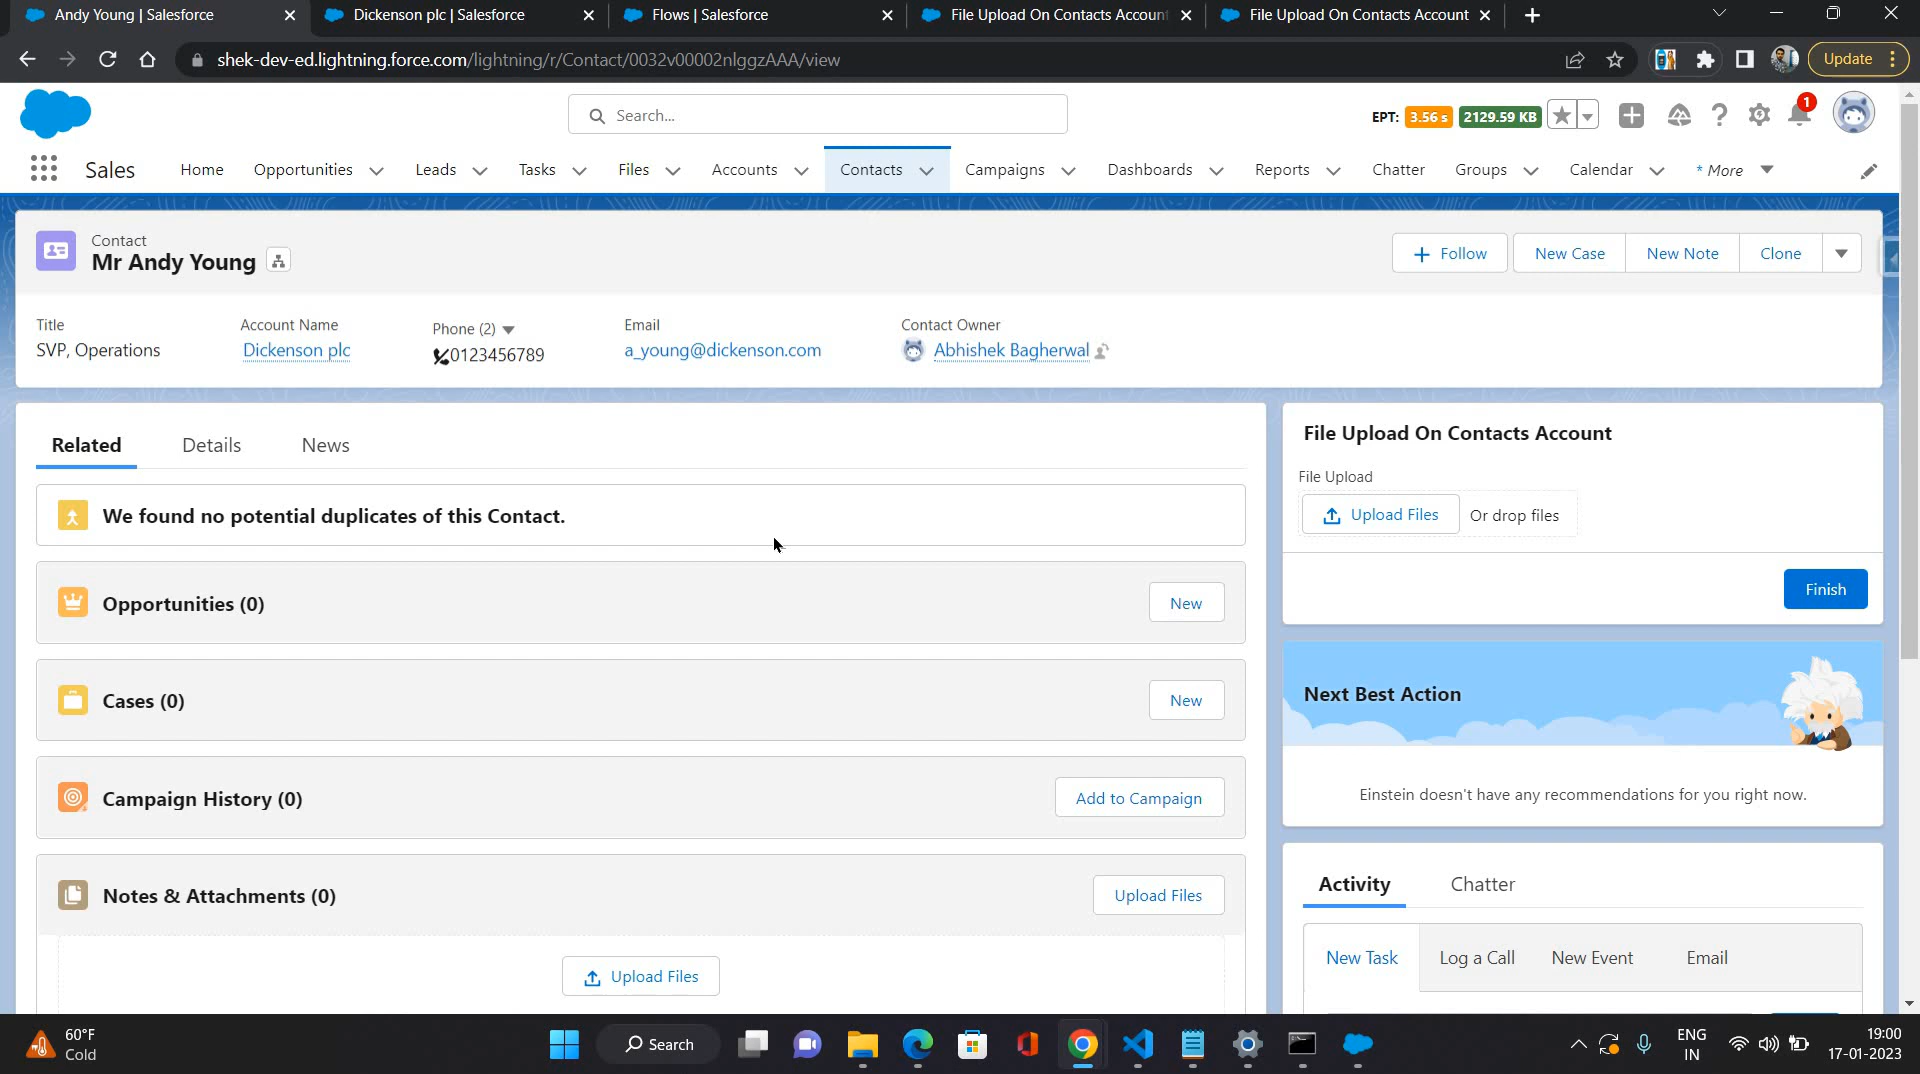 Andy Young | Salesforce
Dickenson plc | Salesforce
Flows | Salesforce
File Upload On Contacts Account
File Upload On Contacts Account
shek-dev-ed.lightning.force.com/lightning/r/Contact/0032v00002nlggzAAA/view
Update
Search...
EPT: 3.56 s 2129.59 KB
1
Sales Home Opportunities Leads Tasks Files Accounts Contacts Campaigns Dashboards Reports Chatter Groups Calendar * More
Contact
Mr Andy Young
Follow New Case New Note Clone
Title Account Name Phone (2) Email Contact Owner
SVP, Operations Dickenson plc 0123456789 a_young@dickenson.com Abhishek Bagherwal
Related Details News
We found no potential duplicates of this Contact.
Opportunities (0) New
Cases (0) New
Campaign History (0) Add to Campaign
Notes & Attachments (0) Upload Files
Upload Files
File Upload On Contacts Account
File Upload
Upload Files Or drop files
Finish
Next Best Action
Einstein doesn't have any recommendations for you right now.
Activity Chatter
New Task Log a Call New Event Email
60°F
Cold
Search
ENG
IN
19:00
17-01-2023